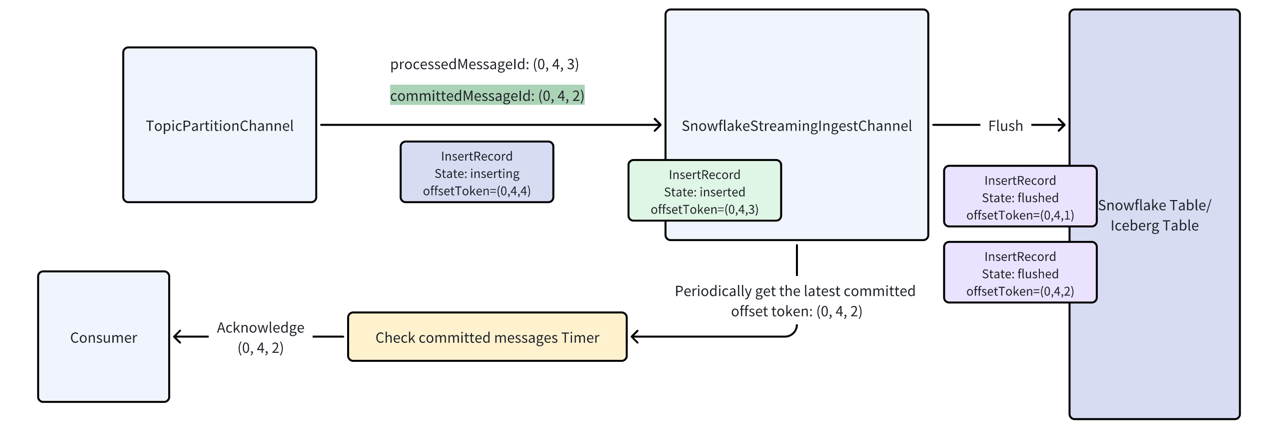 processedMessageId: (0, 4, 3)
committedMessageId: (0, 4, 2)
TopicPartitionChannel
SnowflakeStreamingIngestChannel
Flush
InsertRecord
State: inserting
offsetToken=(0,4,4)
InsertRecord
State: inserted
offsetToken=(0,4,3)
InsertRecord
State: flushed
offsetToken=(0,4,1)
Snowflake Table/
Iceberg Table
InsertRecord
State: flushed
offsetToken=(0,4,2)
Periodically get the latest committed
offset token: (0, 4, 2)
Consumer
Acknowledge
(0, 4, 2)
Check committed messages Timer